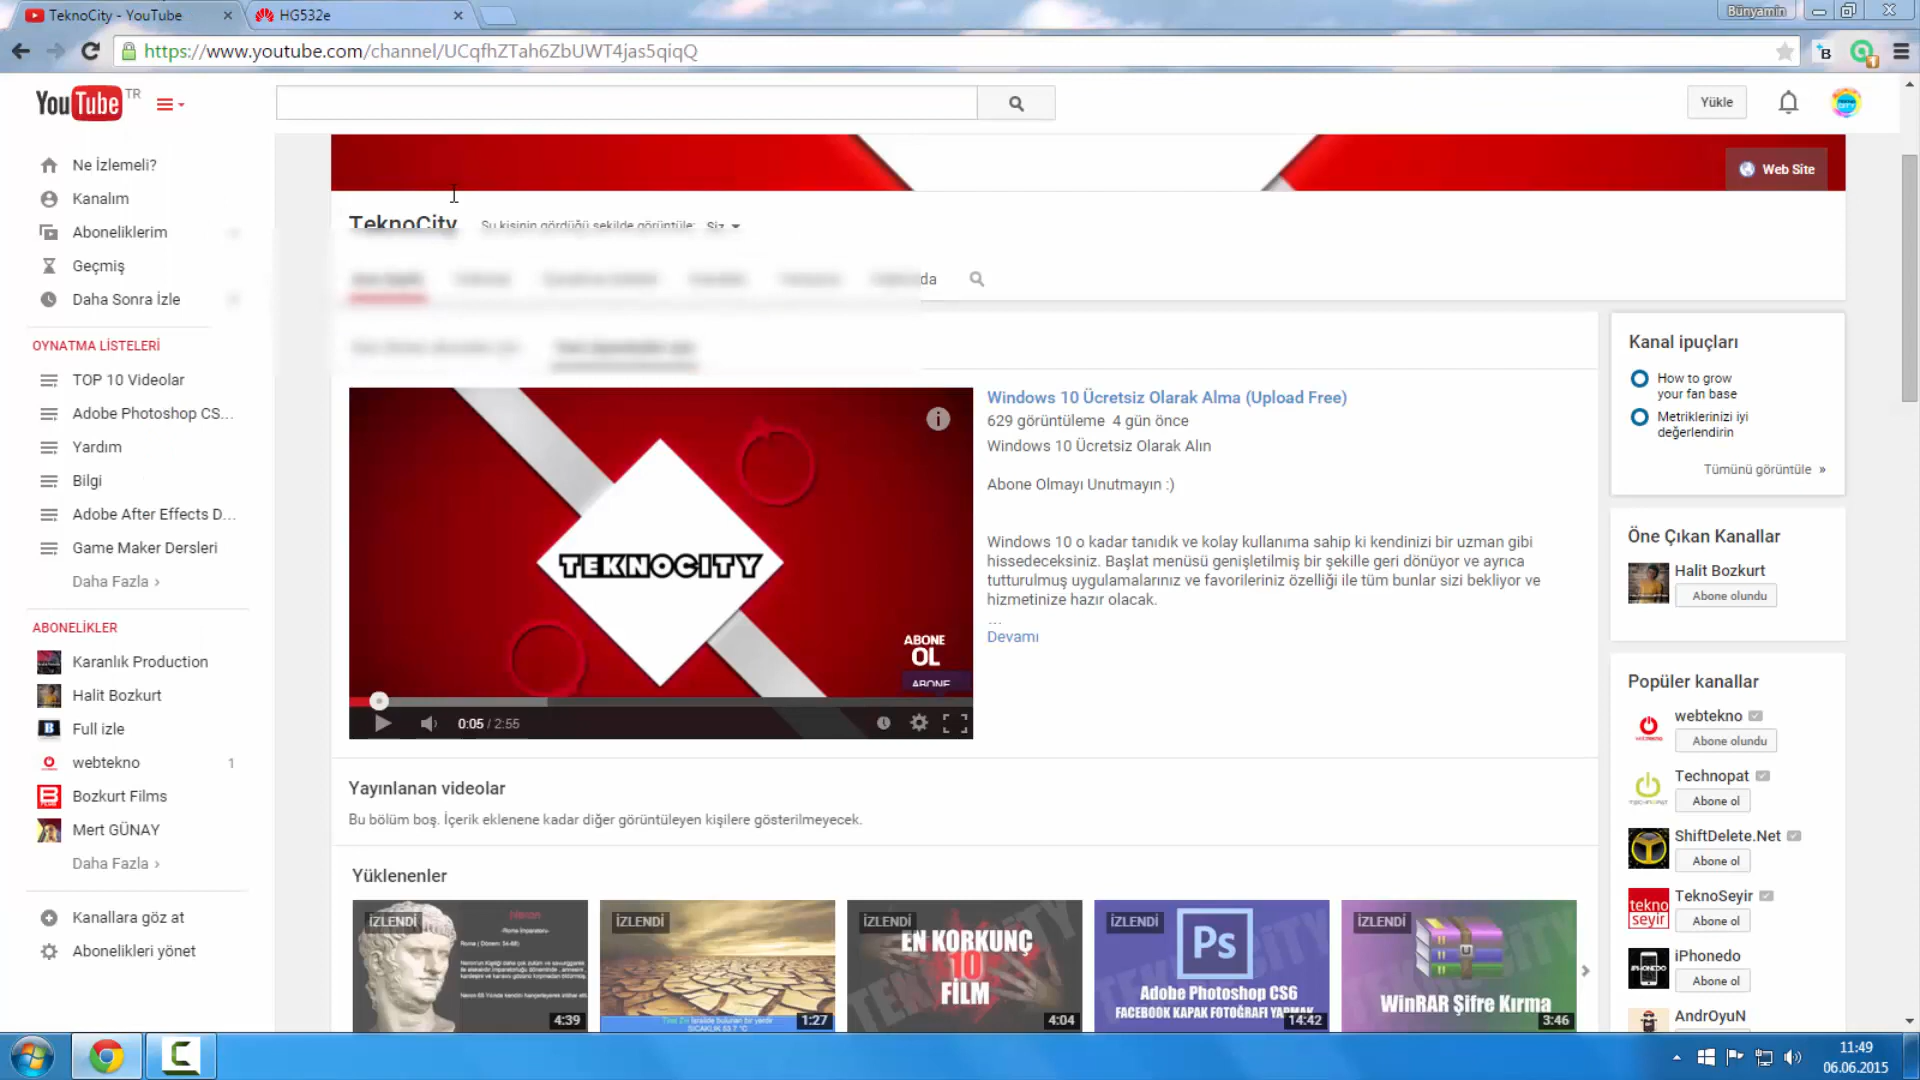 TeknoCity - YouTube
HG532e
Bünyamin
https://www.youtube.com/channel/UCqfhZTah6ZbUWT4jas5qiqQ
YouTube TR
Yükle
Web Site
Ne İzlemeli?
Kanalım
Aboneliklerim
Geçmiş
Daha Sonra İzle
OYNATMA LİSTELERİ
TOP 10 Videolar
Adobe Photoshop CS...
Yardım
Bilgi
Adobe After Effects D...
Game Maker Dersleri
Daha Fazla ›
ABONELİKLER
Karanlık Production
Halit Bozkurt
Full izle
webtekno 1
Bozkurt Films
Mert GÜNAY
Daha Fazla ›
Kanallara göz at
Abonelikleri yönet
TeknoCity
Şu kişinin gördüğü şekilde görüntüle: Siz
TEKNOCITY
ABONE
OL
ABONE
0:05 / 2:55
Windows 10 Ücretsiz Olarak Alma (Upload Free)
629 görüntüleme 4 gün önce
Windows 10 Ücretsiz Olarak Alın
Abone Olmayı Unutmayın :)
Windows 10 o kadar tanıdık ve kolay kullanıma sahip ki kendinizi bir uzman gibi
hissedeceksiniz. Başlat menüsü genişletilmiş bir şekille geri dönüyor ve ayrıca
tutturulmuş uygulamalarınız ve favorileriniz özelliği ile tüm bunlar sizi bekliyor ve
hizmetinize hazır olacak.
...
Devamı
Yayınlanan videolar
Bu bölüm boş. İçerik eklenene kadar diğer görüntüleyen kişilere gösterilmeyecek.
Yüklenenler
İZLENDİ
-Roma İmparatoru-
4:39
İZLENDİ
1:27
İZLENDİ
EN KORKUNÇ
10
FİLM
4:04
İZLENDİ
Ps
Adobe Photoshop CS6
FACEBOOK KAPAK FOTOĞRAFI YAPMAK
14:42
İZLENDİ
WinRAR Şifre Kırma
3:46
Kanal ipuçları
How to grow
your fan base
Metriklerinizi iyi
değerlendirin
Tümünü görüntüle »
Öne Çıkan Kanallar
Halit Bozkurt
Abone olundu
Popüler kanallar
webtekno
Abone olundu
Technopat
Abone ol
ShiftDelete.Net
Abone ol
tekno
seyir
TeknoSeyir
Abone ol
iPhonedo
Abone ol
AndrOyuN
11:49
06.06.2015